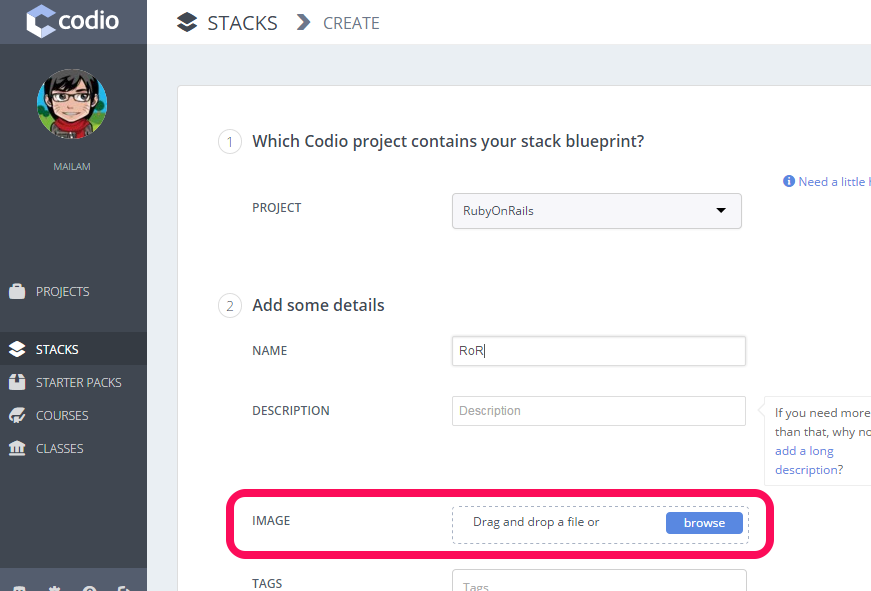 codio
STACKS
CREATE
MAILAM
PROJECTS
STACKS
STARTER PACKS
COURSES
CLASSES
1
Which Codio project contains your stack blueprint?
Need a little
PROJECT
RubyOnRails
2
Add some details
NAME
RoR
DESCRIPTION
Description
If you need more
than that, why no
add a long
description?
IMAGE
Drag and drop a file or
browse
TAGS
Tags